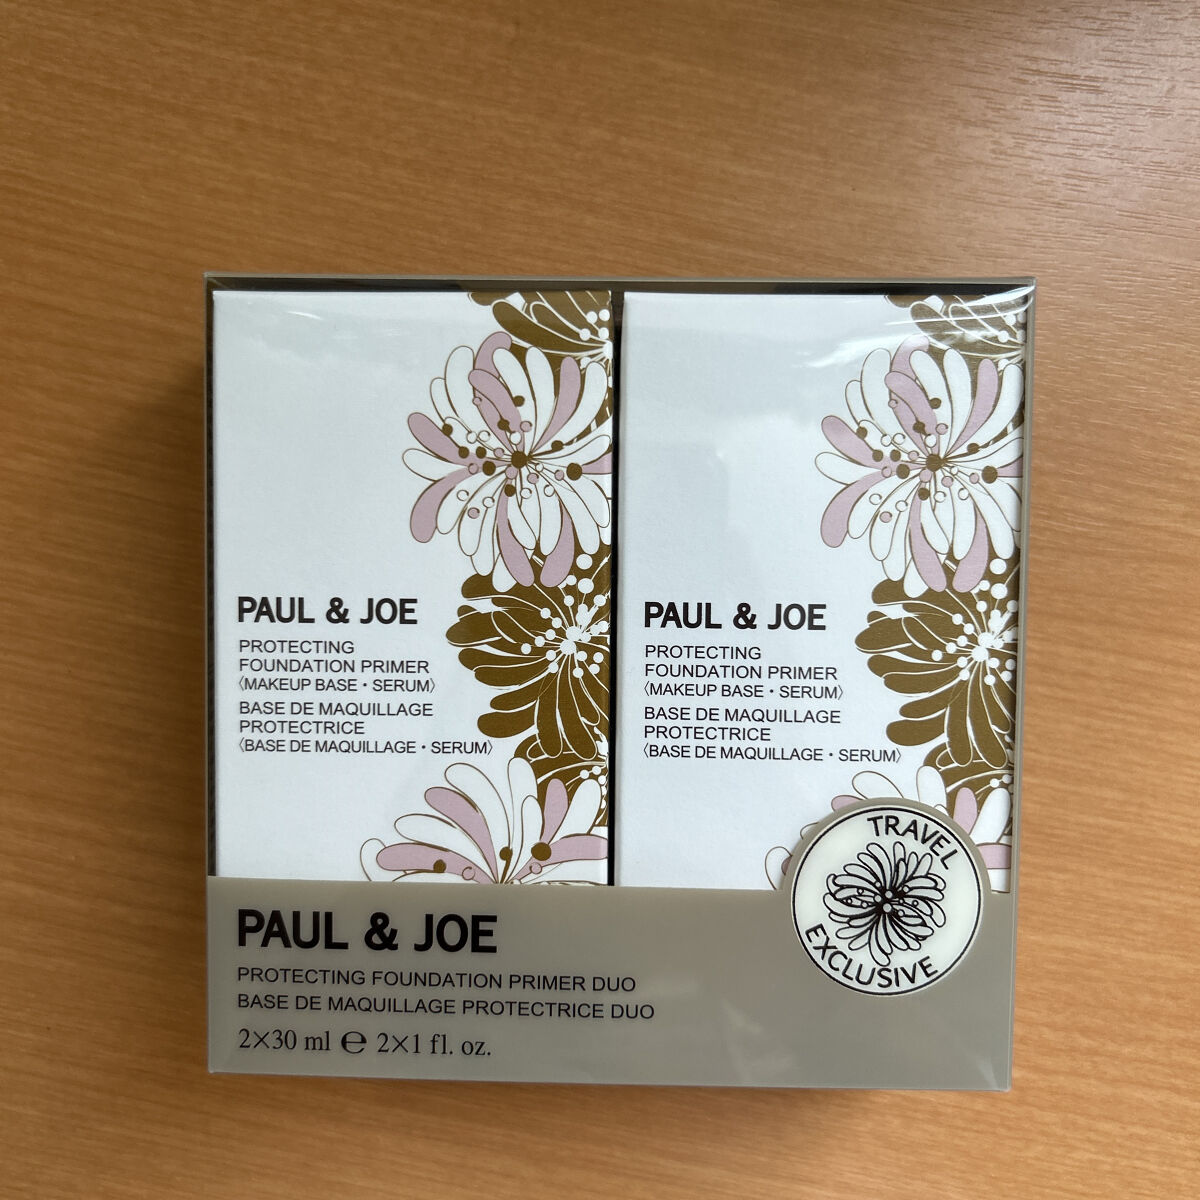 PAUL & JOE
PROTECTING
FOUNDATION PRIMER
〈MAKEUP BASE・SERUM〉
BASE DE MAQUILLAGE
PROTECTRICE
〈BASE DE MAQUILLAGE・SERUM〉
PAUL & JOE
PROTECTING
FOUNDATION PRIMER
〈MAKEUP BASE・SERUM〉
BASE DE MAQUILLAGE
PROTECTRICE
〈BASE DE MAQUILLAGE・SERUM〉
TRAVEL
EXCLUSIVE
PAUL & JOE
PROTECTING FOUNDATION PRIMER DUO
BASE DE MAQUILLAGE PROTECTRICE DUO
2×30 ml ℮ 2×1 fl. oz.